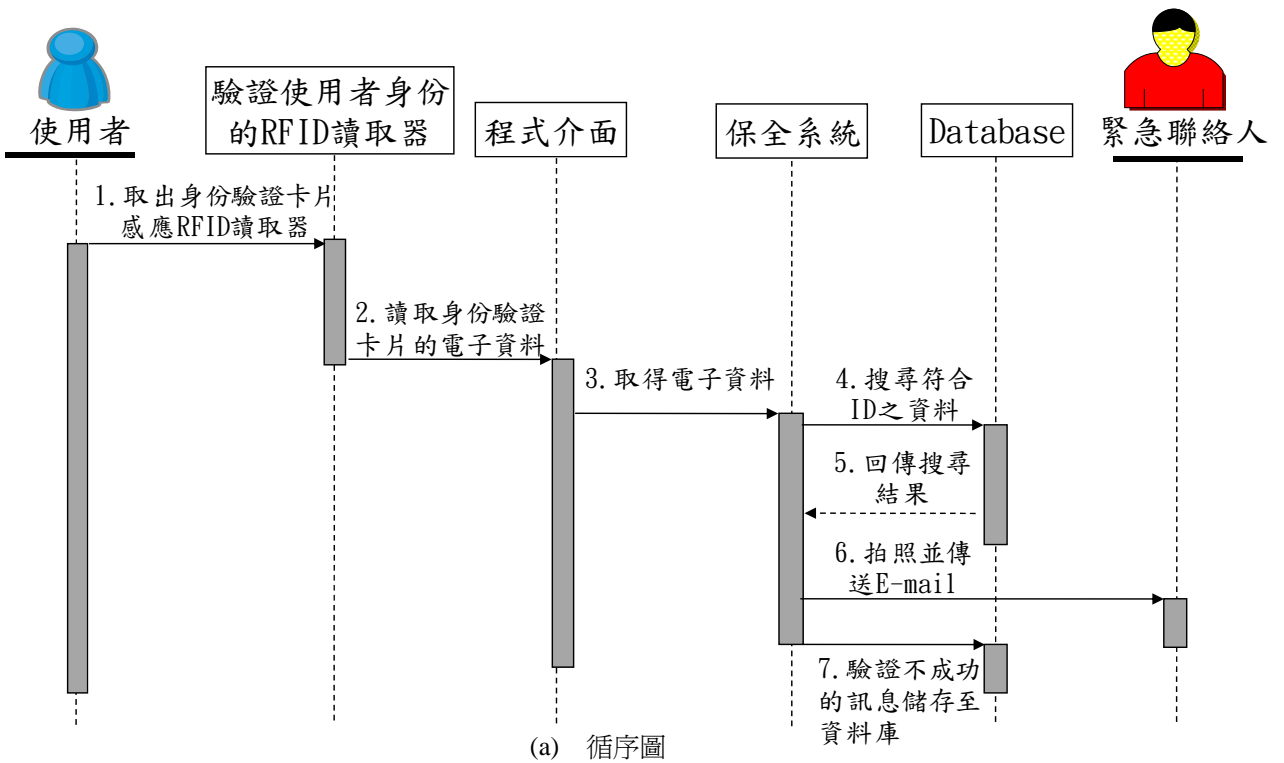 使用者
驗證使用者身份
的RFID讀取器
程式介面
保全系統
Database
緊急聯絡人
1.取出身份驗證卡片
感應RFID讀取器
2.讀取身份驗證
卡片的電子資料
3.取得電子資料
4.搜尋符合
ID之資料
5.回傳搜尋
結果
6.拍照並傳
送E-mail
7.驗證不成功
的訊息儲存至
資料庫
(a) 循序圖